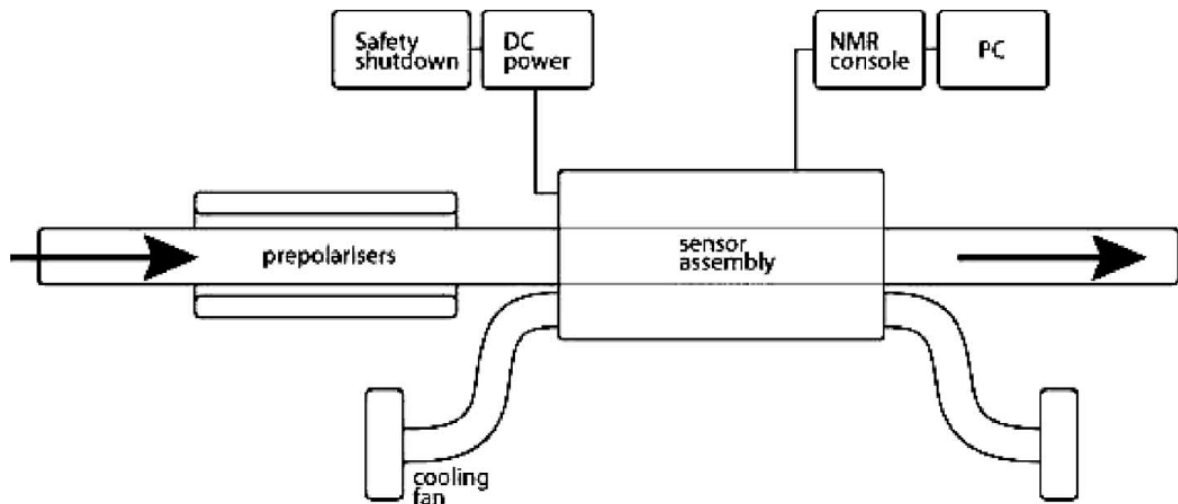 Safety
shutdown
DC
power
NMR
console
PC
prepolarisers
sensor
assembly
cooling
fan